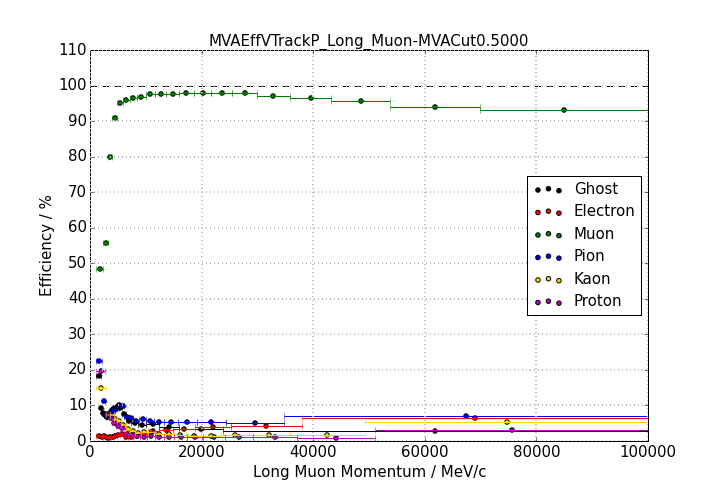 MVAEffVTrackP_Long_Muon-MVACut0.5000
110
100
90
80
70
60
50
40
30
20
10
0
Efficiency / %
Ghost
Electron
Muon
Pion
Kaon
Proton
0 20000 40000 60000 80000 100000
Long Muon Momentum / MeV/c